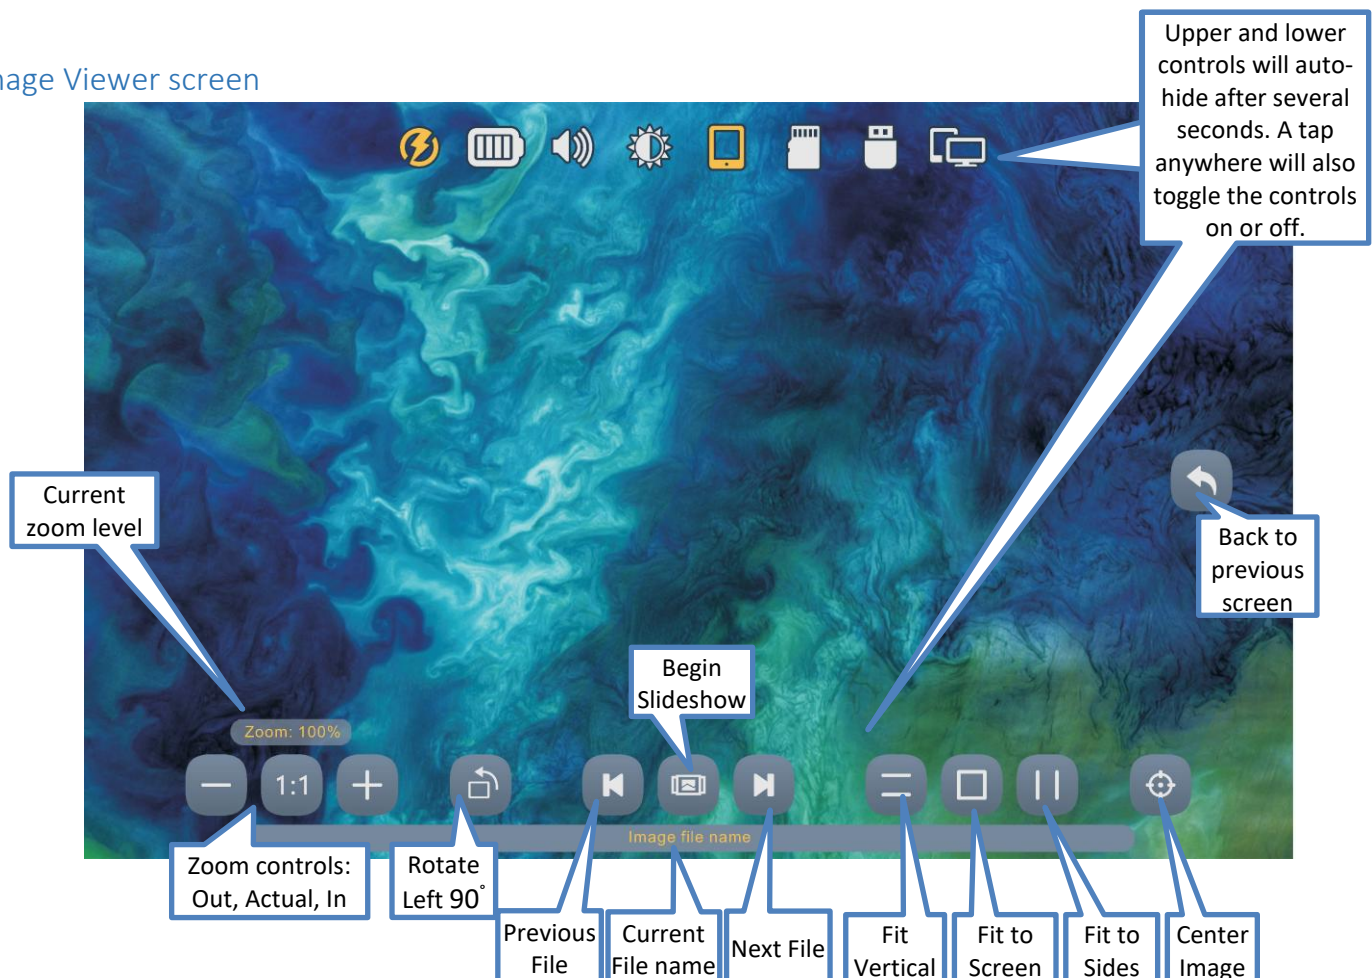 Upper and lower
controls will auto-
hide after several
seconds. A tap
anywhere will also
toggle the controls
on or off.
mage Viewer screen
Current
zoom level
Back to
previous
screen
Begin
Slideshow
Zoom: 100%
1:1
Image file name
Zoom controls:
Out, Actual, In
Rotate
Left 90°
Previous
File
Current
File name
Next File
Fit
Vertical
Fit to
Screen
Fit to
Sides
Center
Image